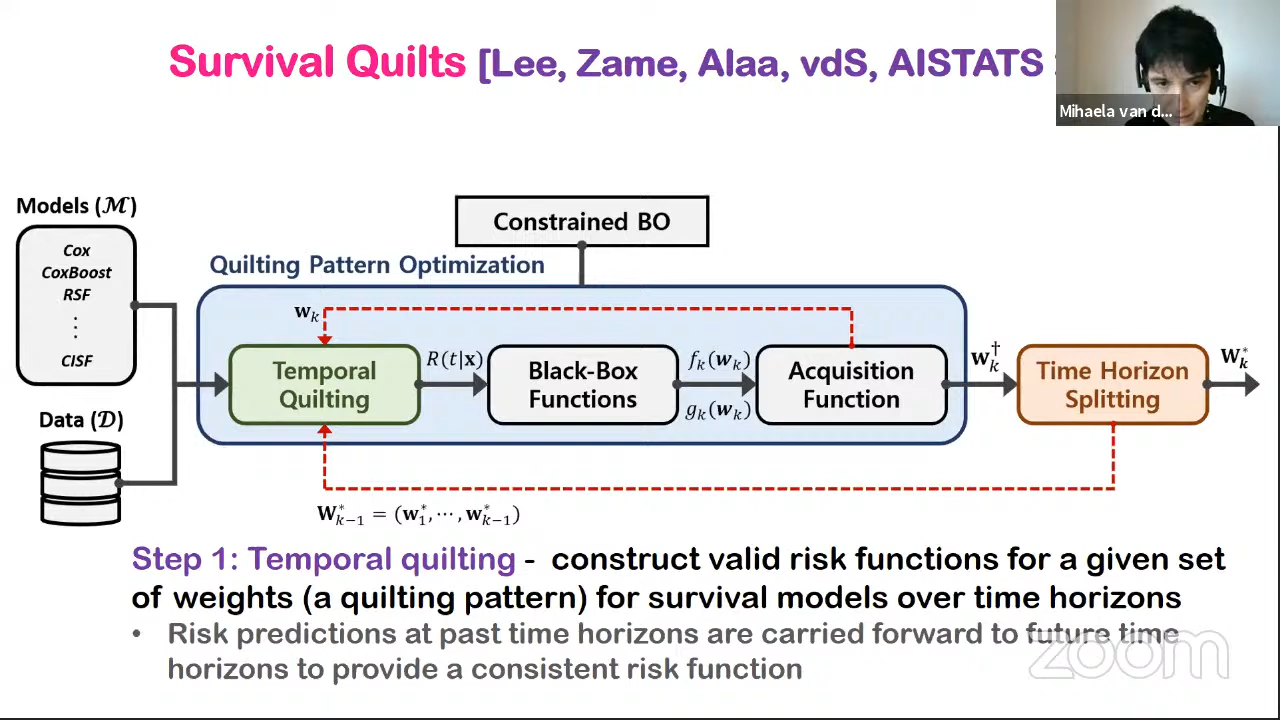 Survival Quilts [Lee, Zame, Alaa, vdS, AISTATS
Mihaela van d...
Models (ℳ)
Cox
CoxBoost
RSF
⋮
CISF
Data (𝒟)
Constrained BO
Quilting Pattern Optimization
w_k
Temporal
Quilting
R(t|x)
Black-Box
Functions
f_k(w_k)
g_k(w_k)
Acquisition
Function
w_k^†
Time Horizon
Splitting
W_k^*
W_{k-1}^* = (w_1^*, ⋯, w_{k-1}^*)
Step 1: Temporal quilting - construct valid risk functions for a given set
of weights (a quilting pattern) for survival models over time horizons
• Risk predictions at past time horizons are carried forward to future time
horizons to provide a consistent risk function
zoom